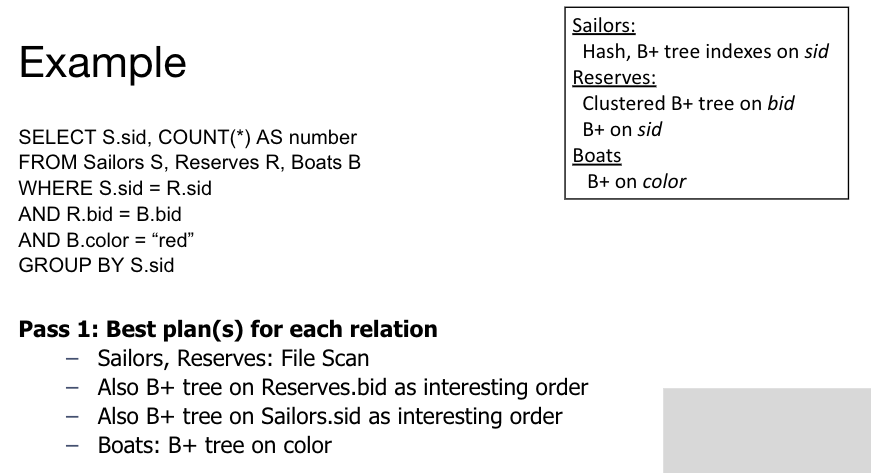 Example
SELECT S.sid, COUNT(*) AS number
FROM Sailors S, Reserves R, Boats B
WHERE S.sid = R.sid
AND R.bid = B.bid
AND B.color = “red”
GROUP BY S.sid
Sailors:
Hash, B+ tree indexes on sid
Reserves:
Clustered B+ tree on bid
B+ on sid
Boats
B+ on color
Pass 1: Best plan(s) for each relation
– Sailors, Reserves: File Scan
– Also B+ tree on Reserves.bid as interesting order
– Also B+ tree on Sailors.sid as interesting order
– Boats: B+ tree on color